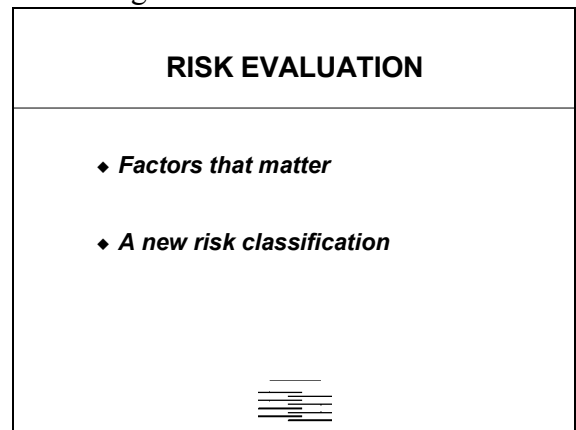 RISK EVALUATION
◆ Factors that matter
◆ A new risk classification